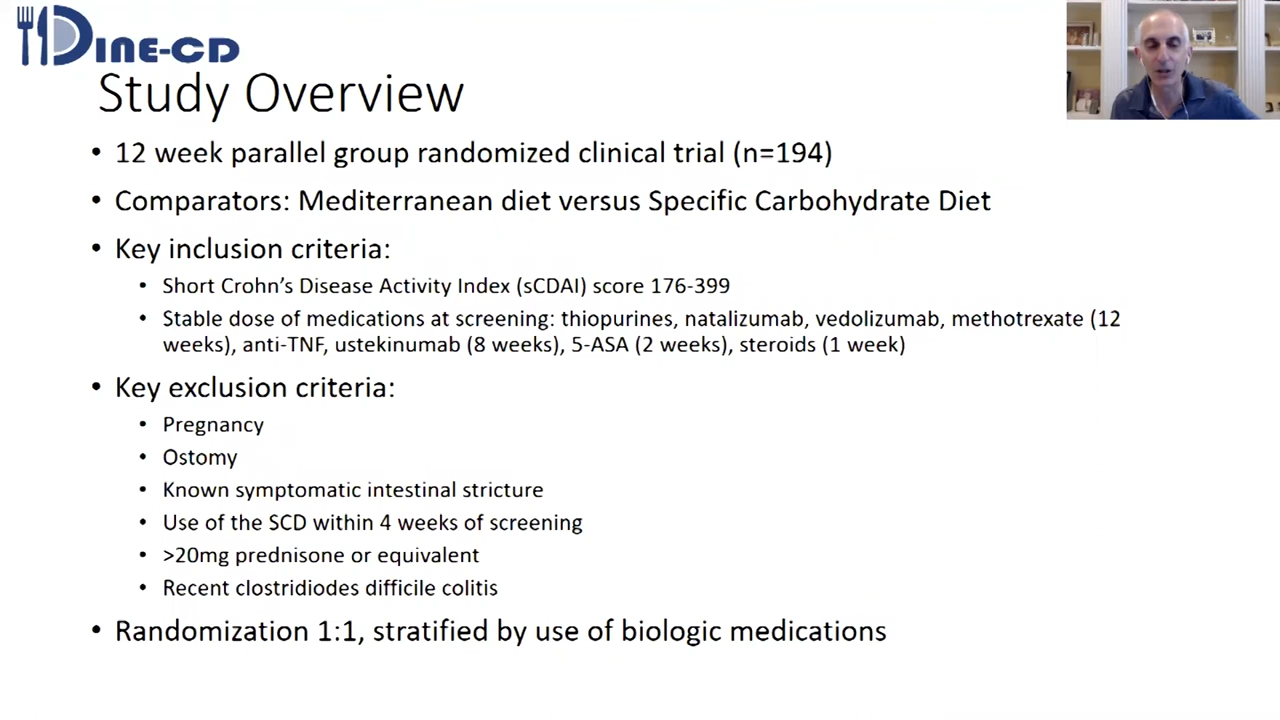 DINE-CD
Study Overview
• 12 week parallel group randomized clinical trial (n=194)
• Comparators: Mediterranean diet versus Specific Carbohydrate Diet
• Key inclusion criteria:
• Short Crohn's Disease Activity Index (sCDAI) score 176-399
• Stable dose of medications at screening: thiopurines, natalizumab, vedolizumab, methotrexate (12
weeks), anti-TNF, ustekinumab (8 weeks), 5-ASA (2 weeks), steroids (1 week)
• Key exclusion criteria:
• Pregnancy
• Ostomy
• Known symptomatic intestinal stricture
• Use of the SCD within 4 weeks of screening
• >20mg prednisone or equivalent
• Recent clostridiodes difficile colitis
• Randomization 1:1, stratified by use of biologic medications